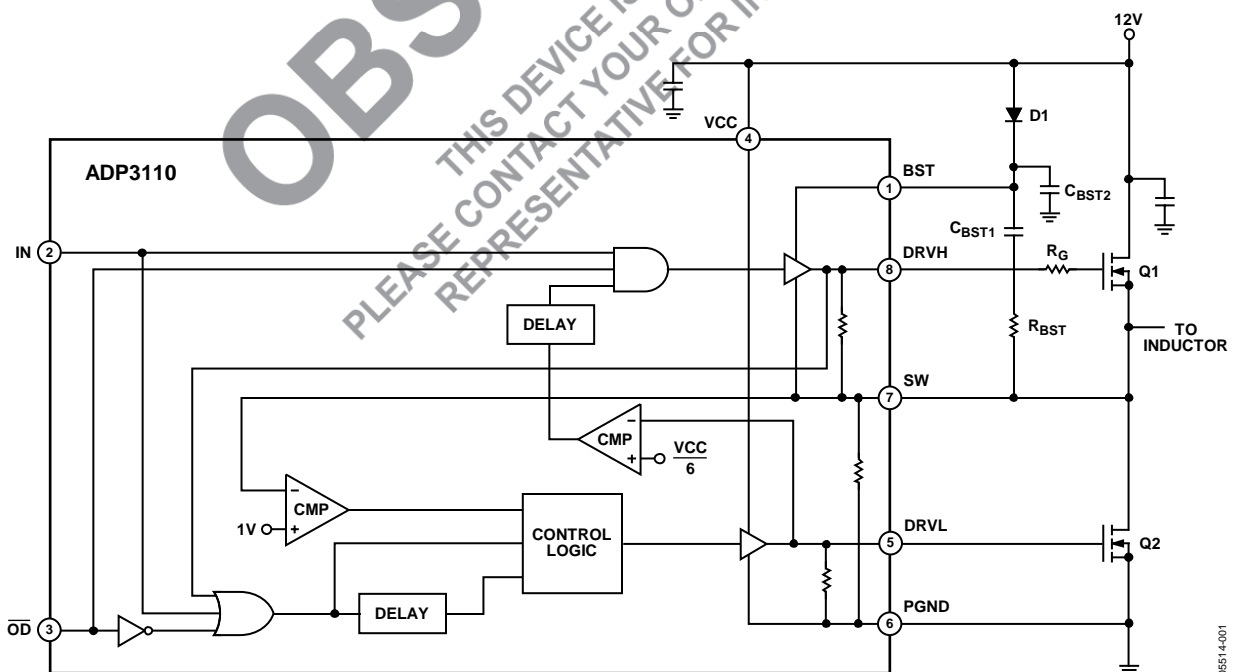 OBS
THIS DEVICE IS
PLEASE CONTACT YOUR
REPRESENTATIVE FOR
12V
D1
VCC
4
ADP3110
BST
1
CBST2
CBST1
IN 2
DRVH
8
RG
Q1
DELAY
RBST
TO
INDUCTOR
SW
7
CMP
VCC
6
CMP
1V
CONTROL
LOGIC
DRVL
5
Q2
DELAY
PGND
6
OD 3
05514-001